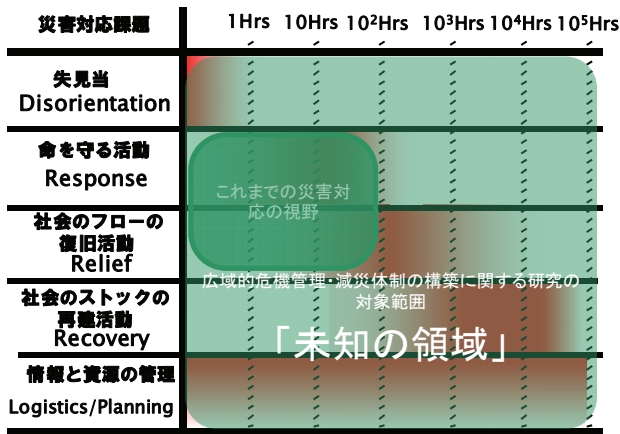 災害対応課題 1Hrs 10Hrs 10²Hrs 10³Hrs 10⁴Hrs 10⁵Hrs
失見当
Disorientation
命を守る活動
Response
これまでの災害対
応の視野
社会のフローの
復旧活動
Relief
広域的危機管理・減災体制の構築に関する研究の
対象範囲
社会のストックの
再建活動
Recovery
「未知の領域」
情報と資源の管理
Logistics/Planning